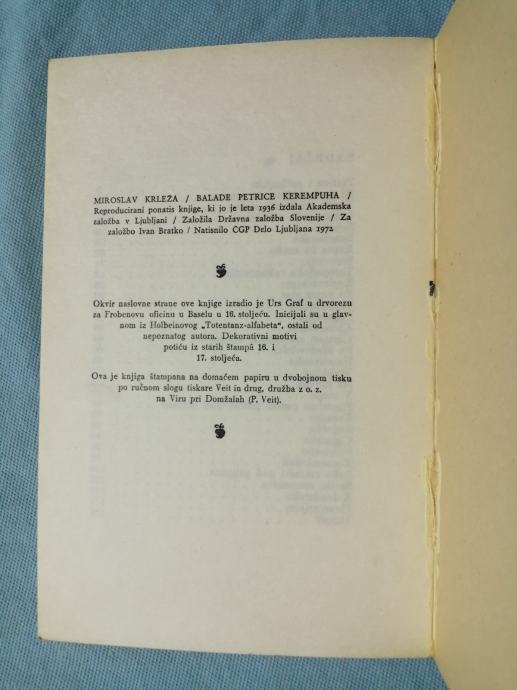 MIROSLAV KRLEŽA / BALADE PETRICE KEREMPUHA /
Reproducirani ponatis knjige, ki jo je leta 1936 izdala Akademska
založba v Ljubljani / Založila Državna založba Slovenije / Za
založbo Ivan Bratko / Natisnilo ČGP Delo Ljubljana 1972
Okvir naslovne strane ove knjige izradio je Urs Graf u drvorezu
za Frobenovu oficinu u Baselu u 16. stoljeću. Inicijali su u glav-
nom iz Holbeinovog „Totentanz-alfabeta“, ostali od
nepoznatog autora. Dekorativni motivi
potiću iz starih štampâ 16. i
17. stoljeća.
Ova je knjiga štampana na domaćem papiru u dvobojnom tisku
po ručnom slogu tiskare Veit in drug, družba z o. z.
na Viru pri Domžalah (P. Veit).